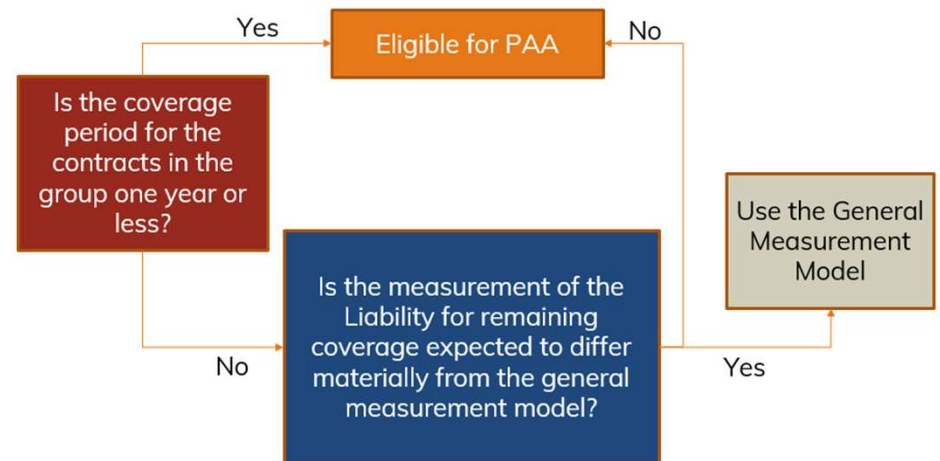 Yes
Eligible for PAA
No
Is the coverage
period for the
contracts in the
group one year or
less?
Use the General
Measurement
Model
Is the measurement of the
Liability for remaining
coverage expected to differ
materially from the general
measurement model?
No
Yes